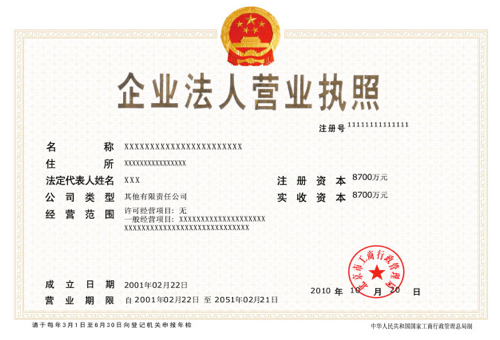 企业法人营业执照
注册号 11111111111111
名称 XXXXXXXXXXXXXXXXXXXXXXX
住所 XXXXXXXXXXXXXXXX
法定代表人姓名 XXX 注册资本 8700万元
公司类型 其他有限责任公司 实收资本 8700万元
经营范围 许可经营项目: 无
一般经营项目: XXXXXXXXXXXXXXXXXXXX
XXXXXXXXXXXXXXXXXXXXXXXXXXXXX
北京市工商行政管理局
成立日期 2001年02月22日
2010 年 10 月 20 日
营业期限 自 2001年02月22日 至 2051年02月21日
请于每年3月1日至6月30日向登记机关申报年检
中华人民共和国国家工商行政管理总局制